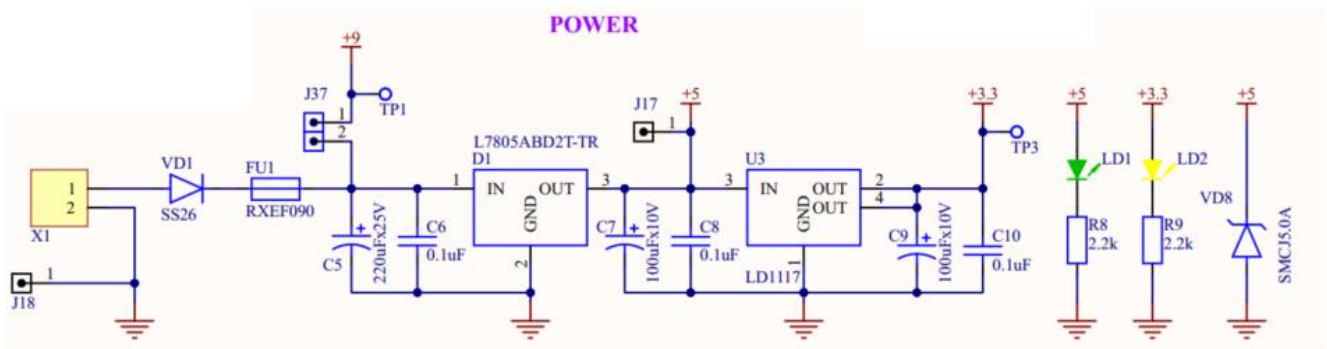 POWER
+9
J37
1
2
TP1
VD1
SS26
FU1
RXEF090
1
2
X1
J18
1
C5
220uFx25V
C6
0.1uF
L7805ABD2T-TR
D1
1
IN
OUT
3
GND
2
J17
1
+5
C7
100uFx10V
C8
0.1uF
U3
3
IN
OUT
2
OUT
4
GND
1
LD1117
C9
100uFx10V
+3.3
TP3
C10
0.1uF
+5
LD1
R8
2.2k
+3.3
LD2
R9
2.2k
+5
VD8
SMCJ5.0A